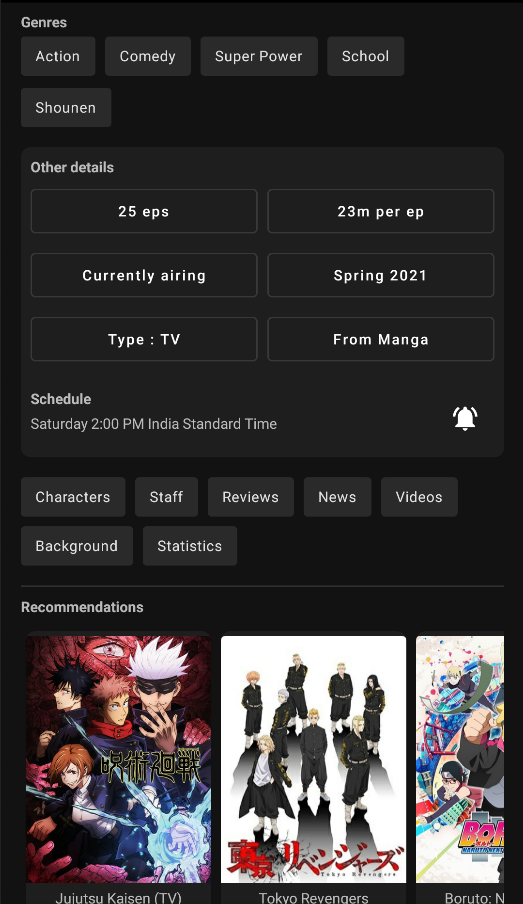 Genres
Action Comedy Super Power School
Shounen
Other details
25 eps 23m per ep
Currently airing Spring 2021
Type : TV From Manga
Schedule
Saturday 2:00 PM India Standard Time
Characters Staff Reviews News Videos
Background Statistics
Recommendations
呪術廻戦
東京リベンジャーズ
Tokyo Revengers
Jujutsu Kaisen (TV) Tokyo Revengers Boruto: N